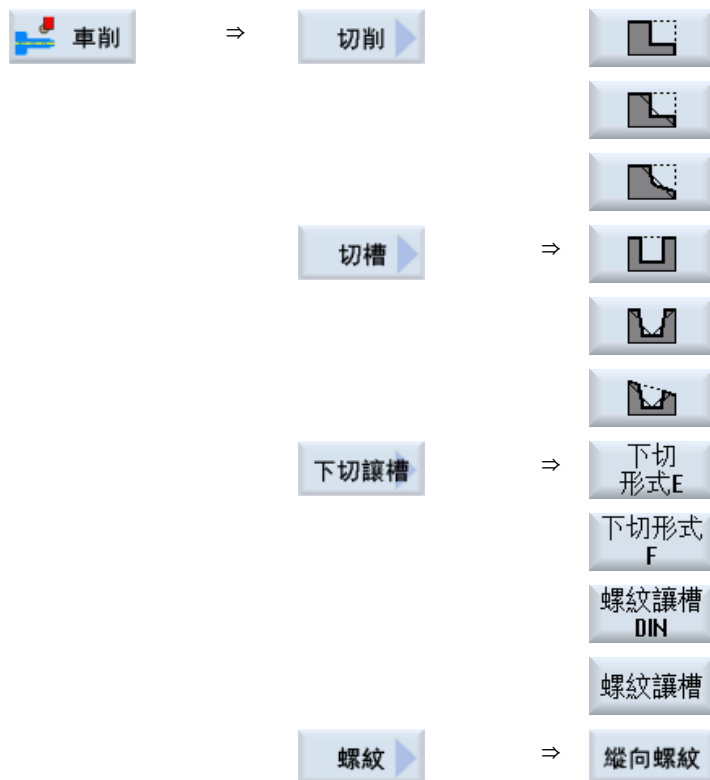 車削 ⇒ 切削
切槽 ⇒
下切讓槽 ⇒ 下切
形式E
下切形式
F
螺紋讓槽
DIN
螺紋讓槽
螺紋 ⇒ 縱向螺紋